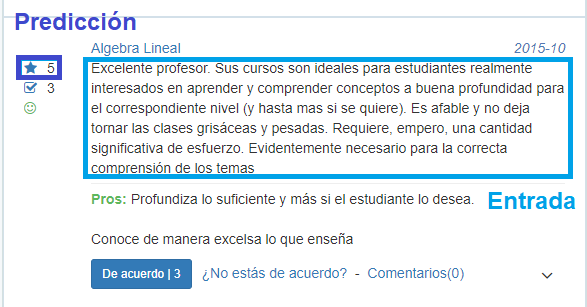 Predicción
Algebra Lineal 2015-10
5
3
Excelente profesor. Sus cursos son ideales para estudiantes realmente
interesados en aprender y comprender conceptos a buena profundidad para
el correspondiente nivel (y hasta mas si se quiere). Es afable y no deja
tornar las clases grisáceas y pesadas. Requiere, empero, una cantidad
significativa de esfuerzo. Evidentemente necesario para la correcta
comprensión de los temas
Pros: Profundiza lo suficiente y más si el estudiante lo desea.
Entrada
Conoce de manera excelsa lo que enseña
De acuerdo | 3 ¿No estás de acuerdo? - Comentarios(0)